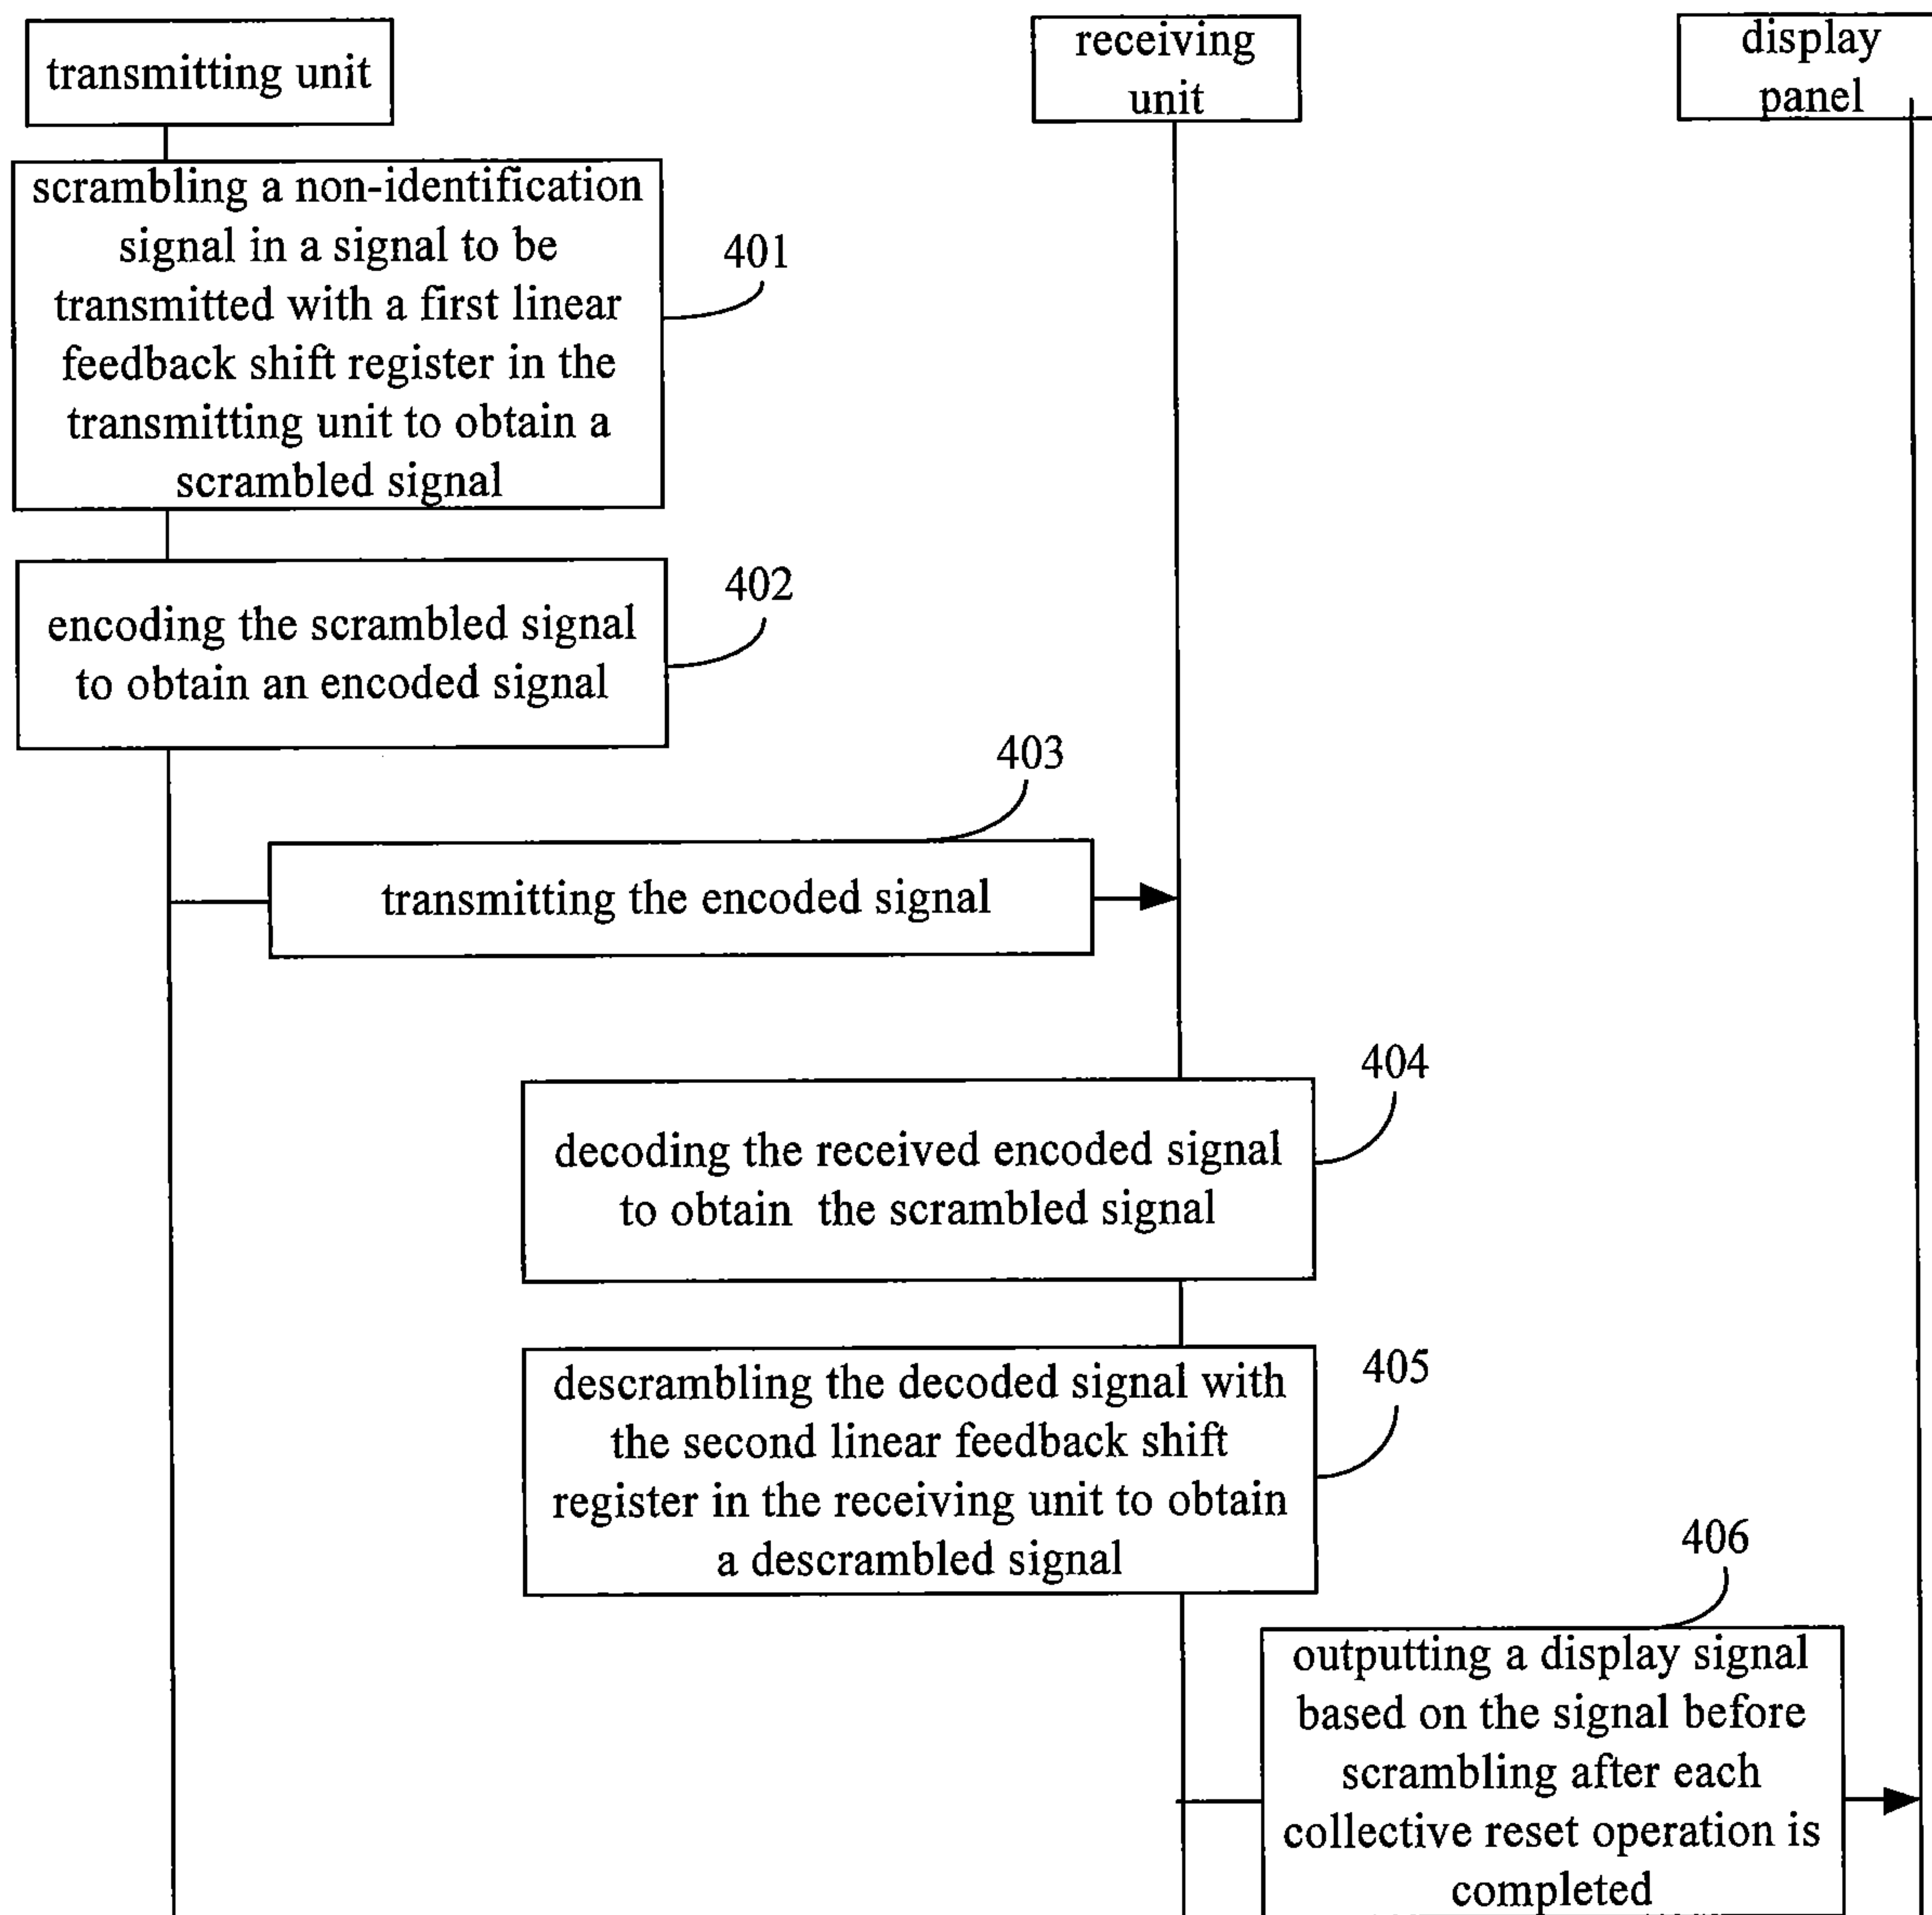 transmitting unit
receiving
unit
display
panel
scrambling a non-identification
signal in a signal to be
transmitted with a first linear
feedback shift register in the
transmitting unit to obtain a
scrambled signal
401
encoding the scrambled signal
to obtain an encoded signal
402
403
transmitting the encoded signal
404
decoding the received encoded signal
to obtain the scrambled signal
405
descrambling the decoded signal with
the second linear feedback shift
register in the receiving unit to obtain
a descrambled signal
406
outputting a display signal
based on the signal before
scrambling after each
collective reset operation is
completed